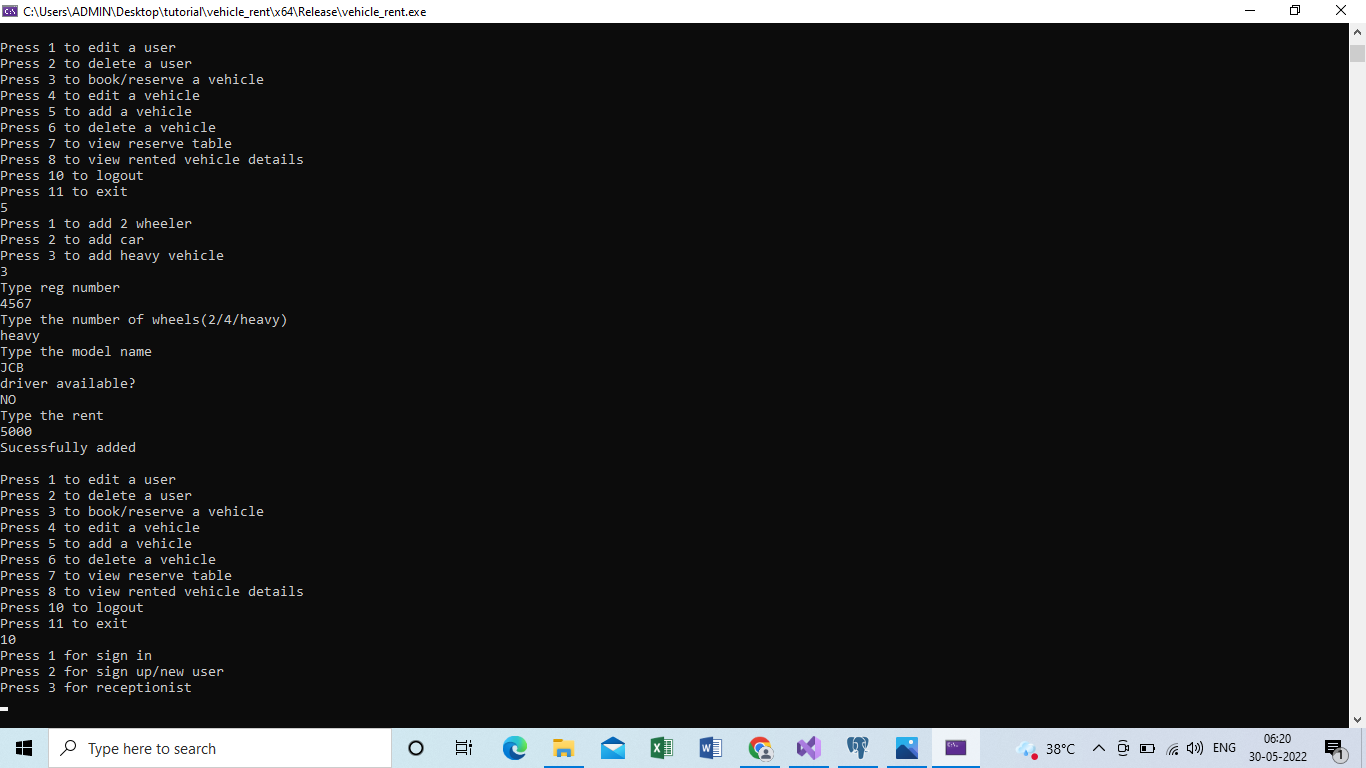 C:\Users\ADMIN\Desktop\tutorial\vehicle_rent\x64\Release\vehicle_rent.exe
Press 1 to edit a user
Press 2 to delete a user
Press 3 to book/reserve a vehicle
Press 4 to edit a vehicle
Press 5 to add a vehicle
Press 6 to delete a vehicle
Press 7 to view reserve table
Press 8 to view rented vehicle details
Press 10 to logout
Press 11 to exit
5
Press 1 to add 2 wheeler
Press 2 to add car
Press 3 to add heavy vehicle
3
Type reg number
4567
Type the number of wheels(2/4/heavy)
heavy
Type the model name
JCB
driver available?
NO
Type the rent
5000
Sucessfully added
Press 1 to edit a user
Press 2 to delete a user
Press 3 to book/reserve a vehicle
Press 4 to edit a vehicle
Press 5 to add a vehicle
Press 6 to delete a vehicle
Press 7 to view reserve table
Press 8 to view rented vehicle details
Press 10 to logout
Press 11 to exit
10
Press 1 for sign in
Press 2 for sign up/new user
Press 3 for receptionist
Type here to search
38°C
ENG
06:20
30-05-2022
1